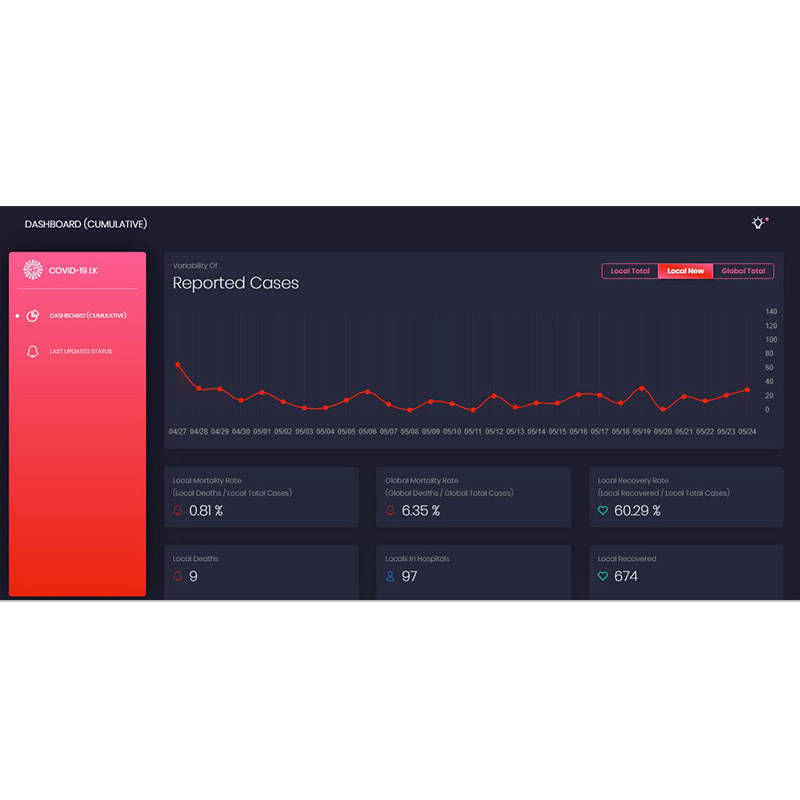 DASHBOARD (CUMULATIVE)
COVID-19.LK
DASHBOARD (CUMULATIVE)
LAST UPDATED STATUS
Variability Of
Reported Cases
Local Total
Local New
Global Total
140
120
100
80
60
40
20
0
04/27 04/28 04/29 04/30 05/01 05/02 05/03 05/04 05/05 05/06 05/07 05/08 05/09 05/10 05/11 05/12 05/13 05/14 05/15 05/16 05/17 05/18 05/19 05/20 05/21 05/22 05/23 05/24
Local Mortality Rate
(Local Deaths / Local Total Cases)
0.81 %
Global Mortality Rate
(Global Deaths / Global Total Cases)
6.35 %
Local Recovery Rate
(Local Recovered / Local Total Cases)
60.29 %
Local Deaths
9
Locals In Hospitals
97
Local Recovered
674